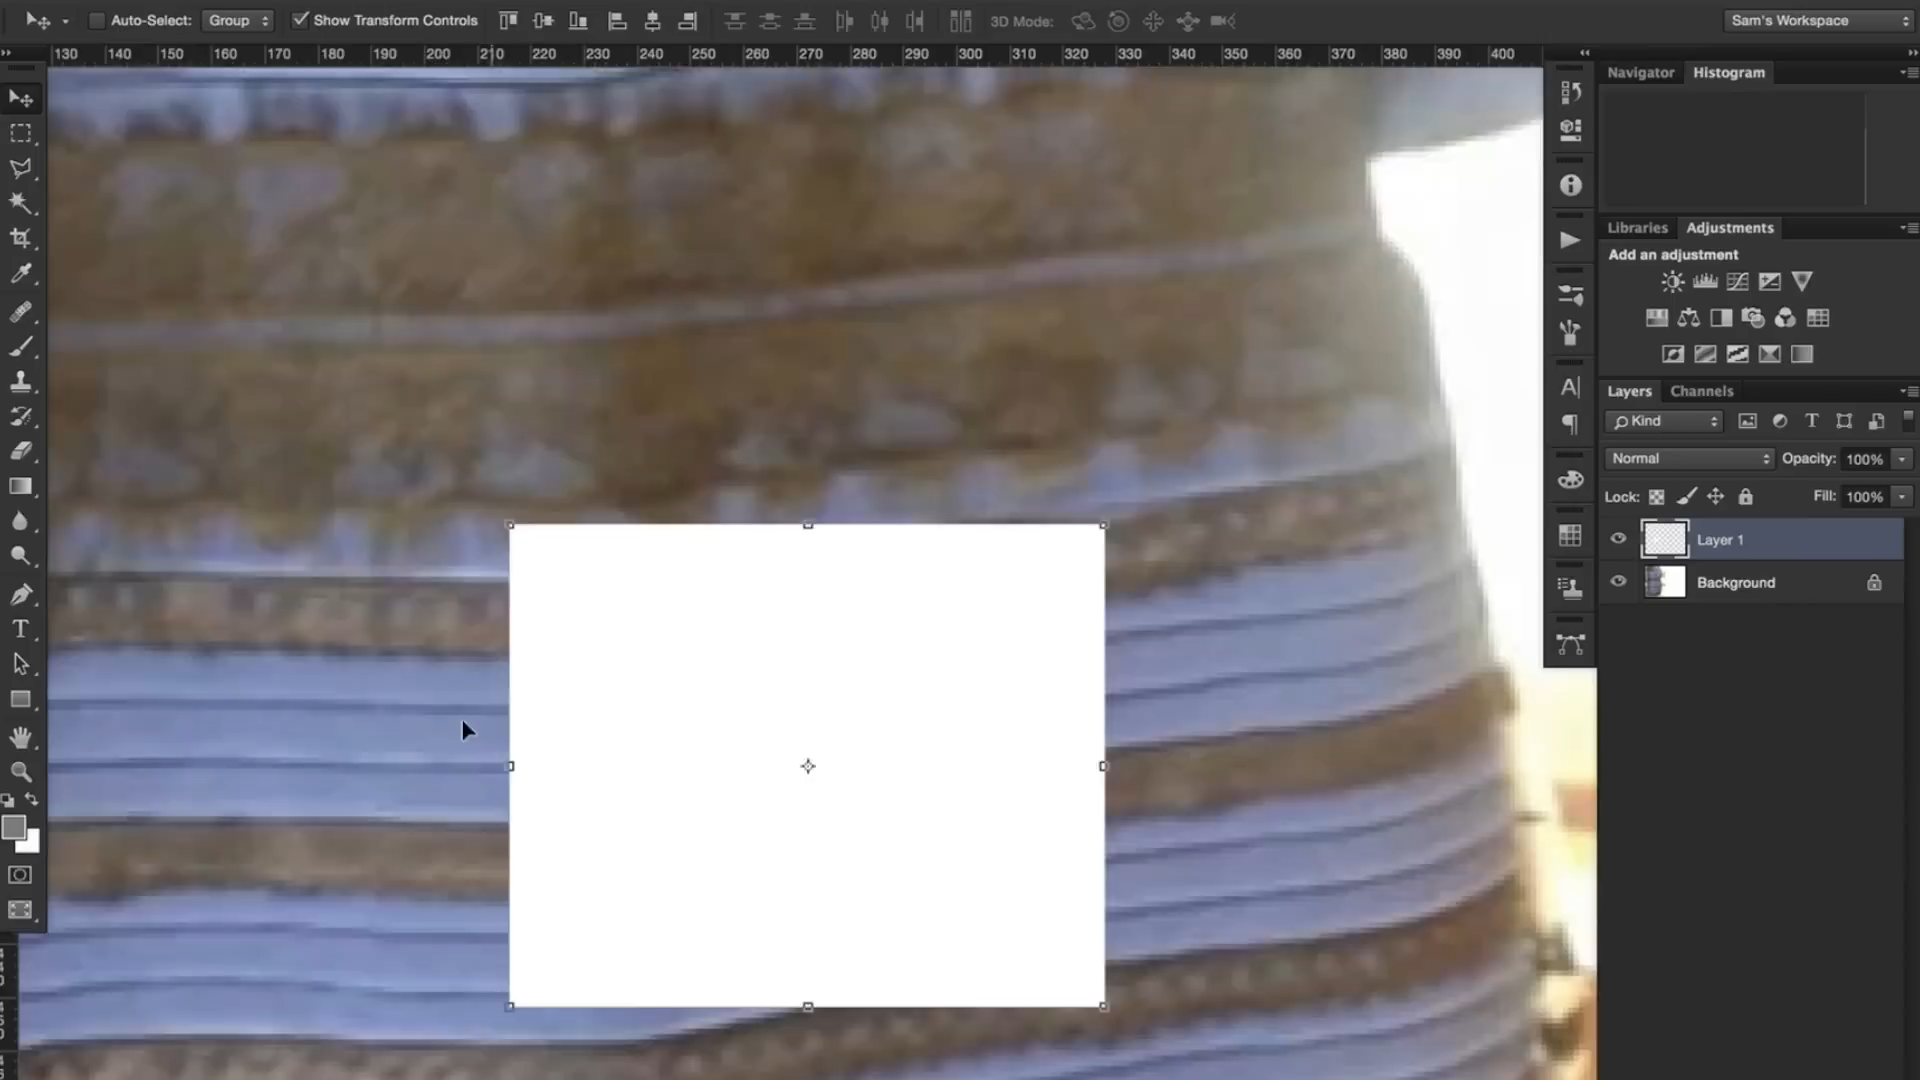 Auto-Select: Group Show Transform Controls 3D Mode: Sam's Workspace
130 140 150 160 170 180 190 200 210 220 230 240 250 260 270 280 290 300 310 320 330 340 350 360 370 380 390 400
Navigator Histogram
Libraries Adjustments
Add an adjustment
Layers Channels
Kind
Normal Opacity: 100%
Lock: Fill: 100%
Layer 1
Background